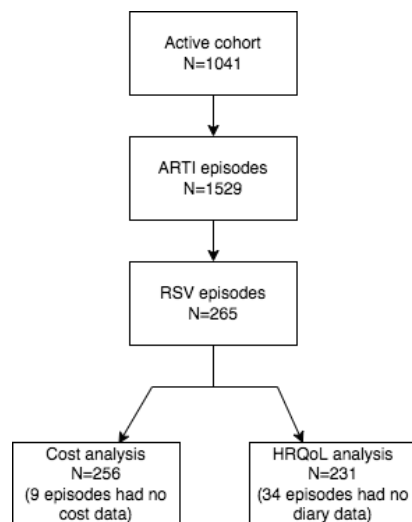 Active cohort
N=1041
ARTI episodes
N=1529
RSV episodes
N=265
Cost analysis
N=256
(9 episodes had no
cost data)
HRQoL analysis
N=231
(34 episodes had no
diary data)